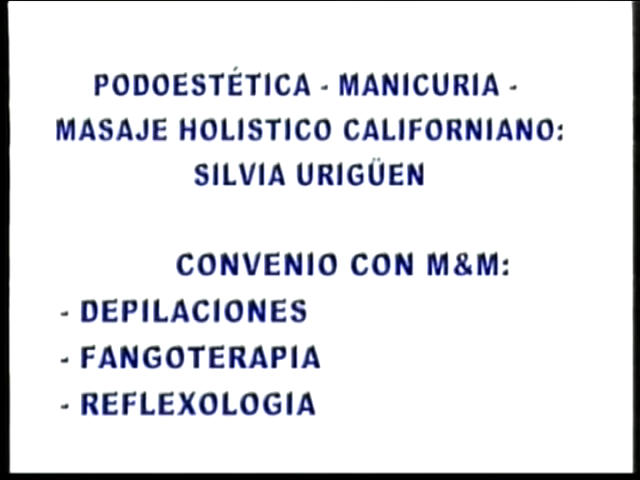 PODOESTÉTICA - MANICURIA -
MASAJE HOLISTICO CALIFORNIANO:
SILVIA URIGÜEN
CONVENIO CON M&M:
- DEPILACIONES
- FANGOTERAPIA
- REFLEXOLOGIA